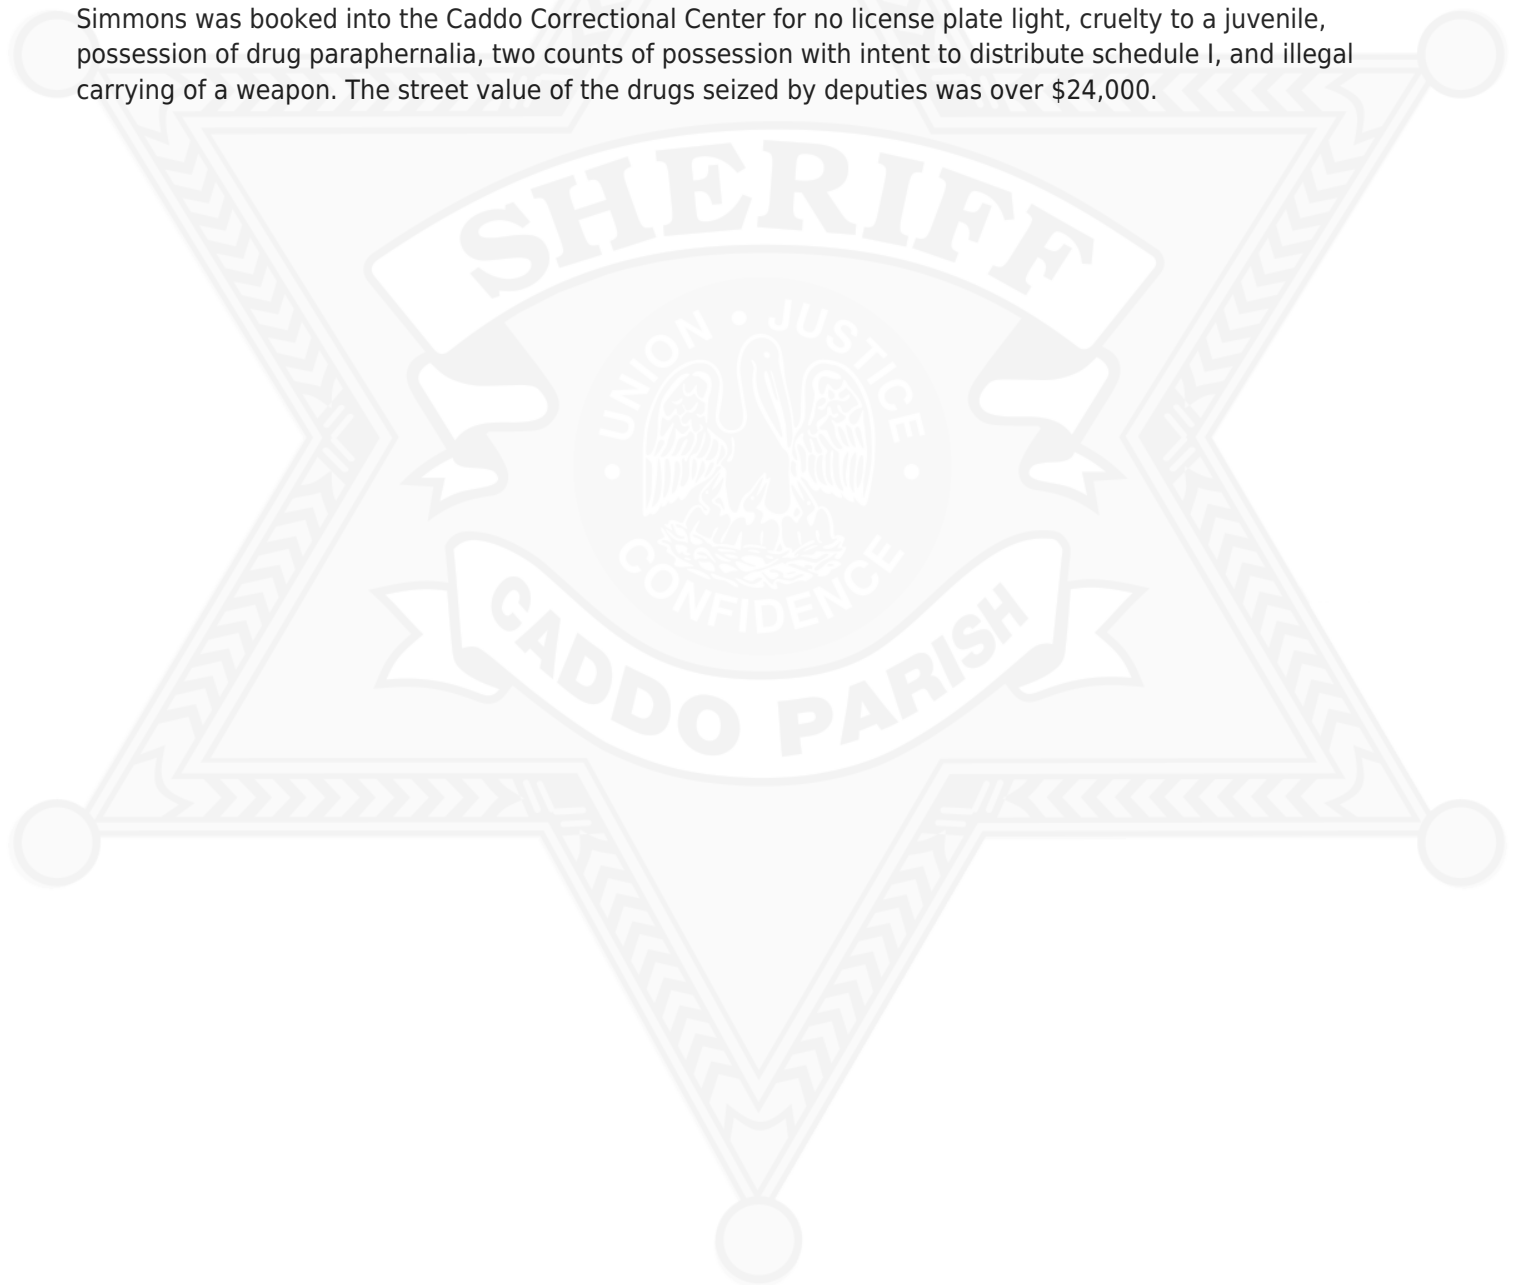 Simmons was booked into the Caddo Correctional Center for no license plate light, cruelty to a juvenile,
possession of drug paraphernalia, two counts of possession with intent to distribute schedule I, and illegal
carrying of a weapon. The street value of the drugs seized by deputies was over $24,000.
SHERIFF
UNION • JUSTICE
• CONFIDENCE •
CADDO PARISH